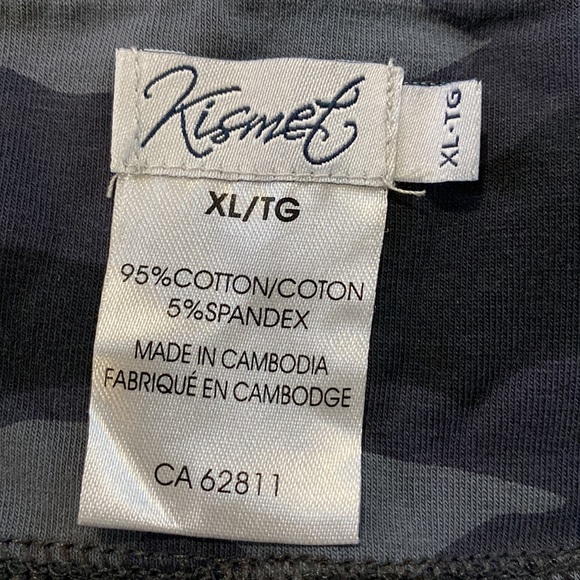 Kismet
XL-TG
XL/TG
95%COTTON/COTON
5%SPANDEX
MADE IN CAMBODIA
FABRIQUÉ EN CAMBODGE
CA 62811